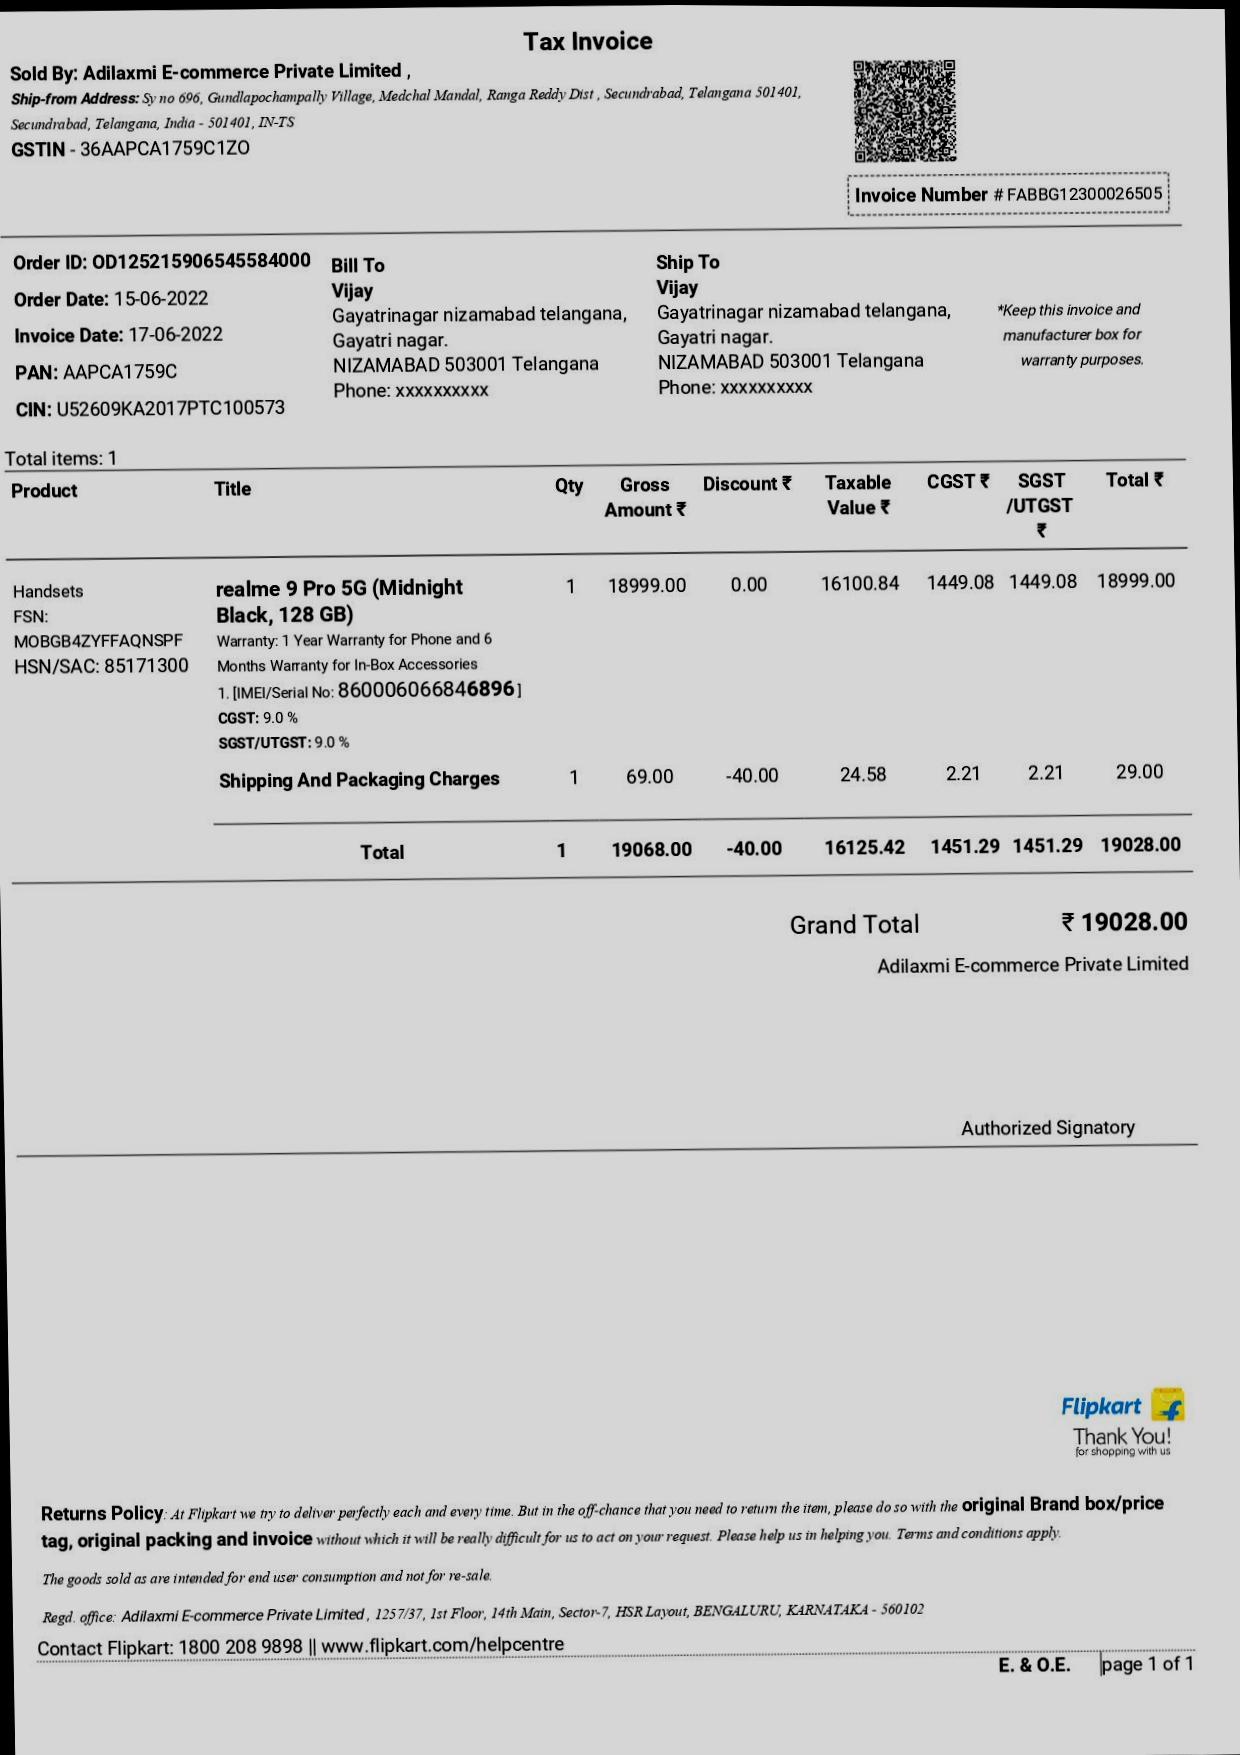 Tax Invoice
Sold By: Adilaxmi E-commerce Private Limited ,
Ship-from Address: Sy no 696, Gundlapochampally Village, Medchal Mandal, Ranga Reddy Dist , Secundrabad, Telangana 501401,
Secundrabad, Telangana, India - 501401, IN-TS
GSTIN - 36AAPCA1759C1ZO
Invoice Number # FABBG12300026505
Order ID: OD125215906545584000
Order Date: 15-06-2022
Invoice Date: 17-06-2022
PAN: AAPCA1759C
CIN: U52609KA2017PTC100573
Bill To
Vijay
Gayatrinagar nizamabad telangana,
Gayatri nagar.
NIZAMABAD 503001 Telangana
Phone: xxxxxxxxxx
Ship To
Vijay
Gayatrinagar nizamabad telangana,
Gayatri nagar.
NIZAMABAD 503001 Telangana
Phone: xxxxxxxxxx
*Keep this invoice and
manufacturer box for
warranty purposes.
Total items: 1
Product Title Qty Gross Amount ₹ Discount ₹ Taxable Value ₹ CGST ₹ SGST /UTGST ₹ Total ₹
Handsets
FSN:
MOBGB4ZYFFAQNSPF
HSN/SAC: 85171300
realme 9 Pro 5G (Midnight
Black, 128 GB)
Warranty: 1 Year Warranty for Phone and 6
Months Warranty for In-Box Accessories
1. [IMEI/Serial No: 860006066846896 ]
CGST: 9.0 %
SGST/UTGST: 9.0 %
1 18999.00 0.00 16100.84 1449.08 1449.08 18999.00
Shipping And Packaging Charges 1 69.00 -40.00 24.58 2.21 2.21 29.00
Total 1 19068.00 -40.00 16125.42 1451.29 1451.29 19028.00
Grand Total ₹ 19028.00
Adilaxmi E-commerce Private Limited
Authorized Signatory
Flipkart
Thank You!
for shopping with us
Returns Policy: At Flipkart we try to deliver perfectly each and every time. But in the off-chance that you need to return the item, please do so with the original Brand box/price
tag, original packing and invoice without which it will be really difficult for us to act on your request. Please help us in helping you. Terms and conditions apply.
The goods sold as are intended for end user consumption and not for re-sale.
Regd. office: Adilaxmi E-commerce Private Limited , 1257/37, 1st Floor, 14th Main, Sector-7, HSR Layout, BENGALURU, KARNATAKA - 560102
Contact Flipkart: 1800 208 9898 || www.flipkart.com/helpcentre
E. & O.E. page 1 of 1